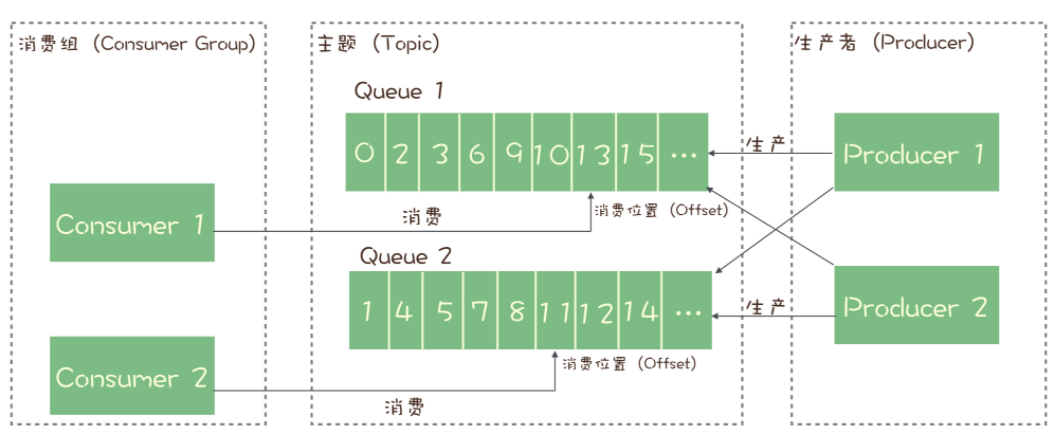 消费组 (Consumer Group)
主题 (Topic)
生产者 (Producer)
Queue 1
0 2 3 6 9 10 13 15 ...
生产
Producer 1
Consumer 1
消费
消费位置 (Offset)
Queue 2
1 4 5 7 8 11 12 14 ...
生产
Producer 2
Consumer 2
消费
消费位置 (Offset)